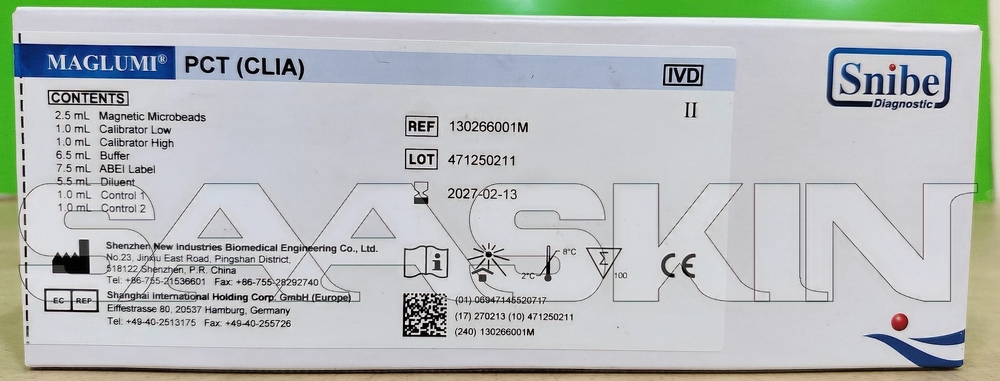 MAGLUMI® PCT (CLIA)
IVD
Snibe
Diagnostic
II
CONTENTS
2.5 mL Magnetic Microbeads
1.0 mL Calibrator Low
1.0 mL Calibrator High
6.5 mL Buffer
7.5 mL ABEI Label
5.5 mL Diluent
1.0 mL Control 1
1.0 mL Control 2
REF 130266001M
LOT 471250211
2027-02-13
SAASKIN
Shenzhen New Industries Biomedical Engineering Co., Ltd.
No.23, Jinxiu East Road, Pingshan District,
518122 Shenzhen, P.R. China
Tel: +86-755-21536601 Fax: +86-755-28292740
EC REP
Shanghai International Holding Corp. GmbH (Europe)
Eiffestrasse 80, 20537 Hamburg, Germany
Tel: +49-40-2513175 Fax: +49-40-255726
i
2°C
8°C
Σ
100
CE
(01) 06947145520717
(17) 270213 (10) 471250211
(240) 130266001M